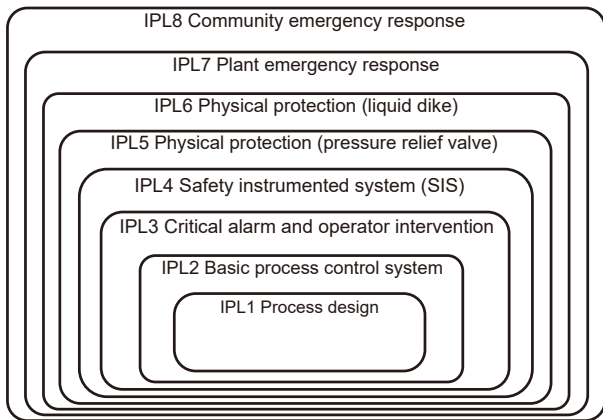 IPL8 Community emergency response
IPL7 Plant emergency response
IPL6 Physical protection (liquid dike)
IPL5 Physical protection (pressure relief valve)
IPL4 Safety instrumented system (SIS)
IPL3 Critical alarm and operator intervention
IPL2 Basic process control system
IPL1 Process design